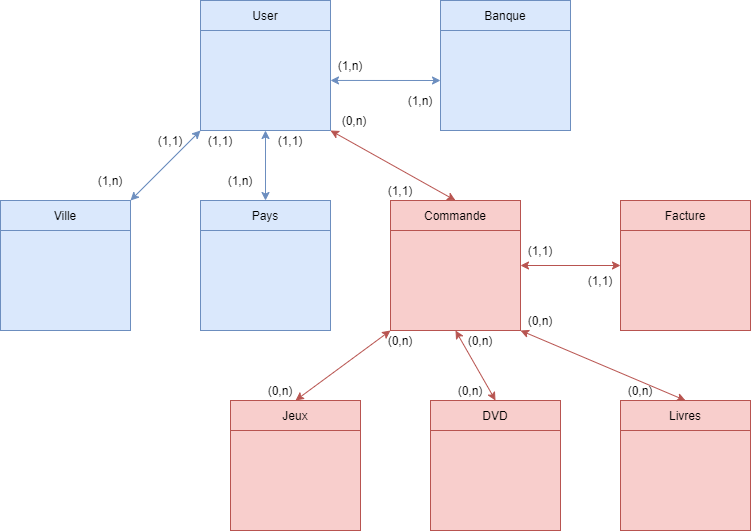 User
Banque
(1,n)
(1,n)
(0,n)
(1,1)
(1,1)
(1,1)
(1,n)
(1,n)
(1,1)
Ville
Pays
Commande
Facture
(1,1)
(1,1)
(0,n)
(0,n)
(0,n)
(0,n)
(0,n)
(0,n)
Jeux
DVD
Livres